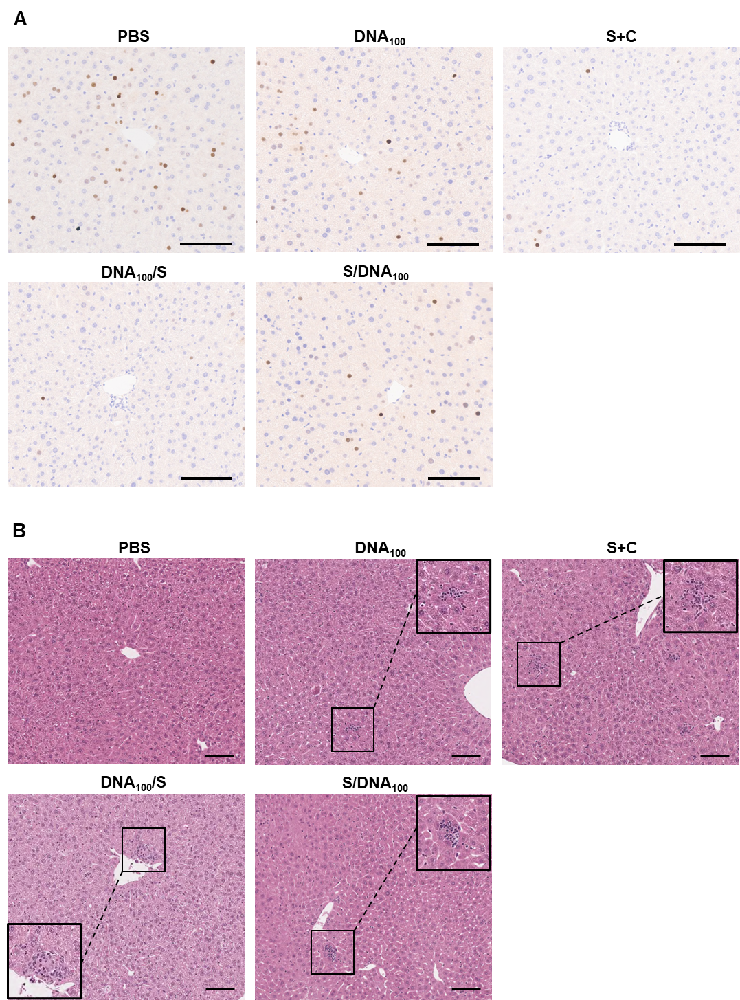 A
PBS DNA₁₀₀ S+C
DNA₁₀₀/S S/DNA₁₀₀
B
PBS DNA₁₀₀ S+C
DNA₁₀₀/S S/DNA₁₀₀